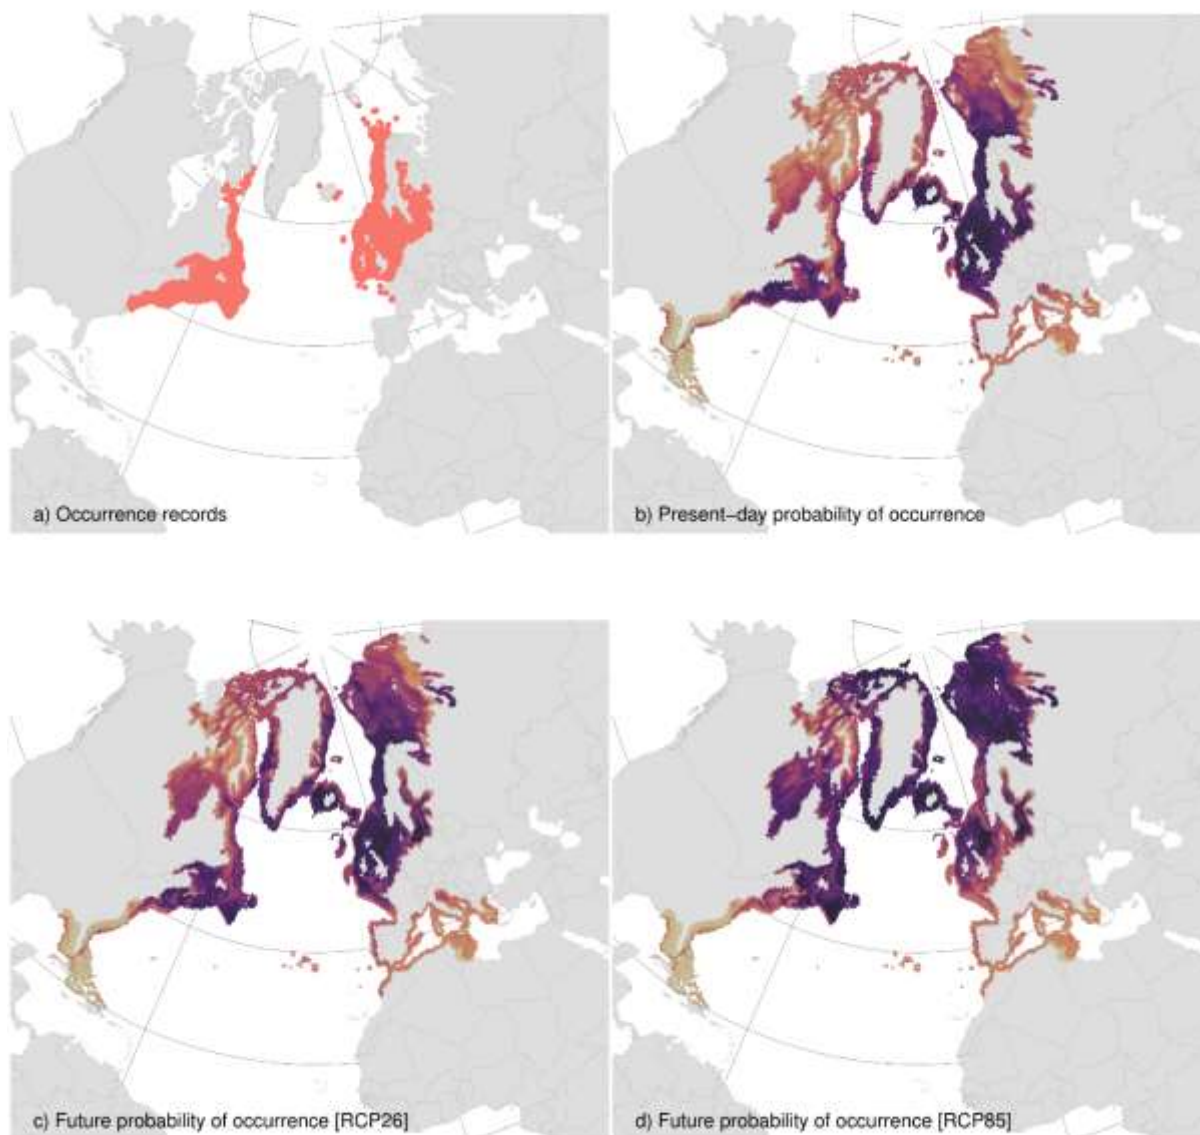 a) Occurrence records
b) Present–day probability of occurrence
c) Future probability of occurrence [RCP26]
d) Future probability of occurrence [RCP85]